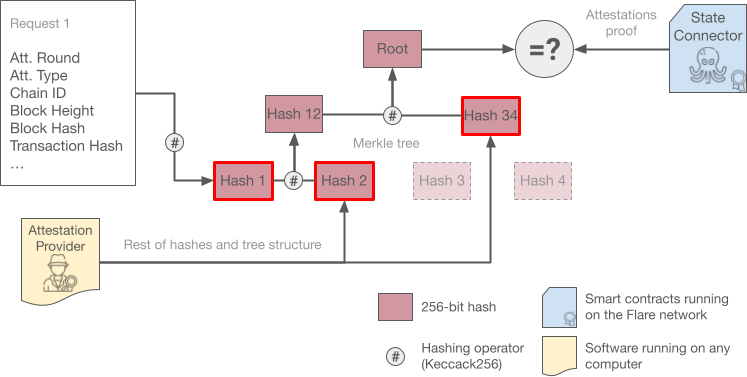 Request 1
Att. Round
Att. Type
Chain ID
Block Height
Block Hash
Transaction Hash
...
#
Root
=?
Attestations
proof
State
Connector
Hash 12
#
Hash 34
Merkle tree
Hash 1
#
Hash 2
Hash 3
Hash 4
Attestation
Provider
Rest of hashes and tree structure
256-bit hash
Smart contracts running
on the Flare network
#
Hashing operator
(Keccack256)
Software running on any
computer